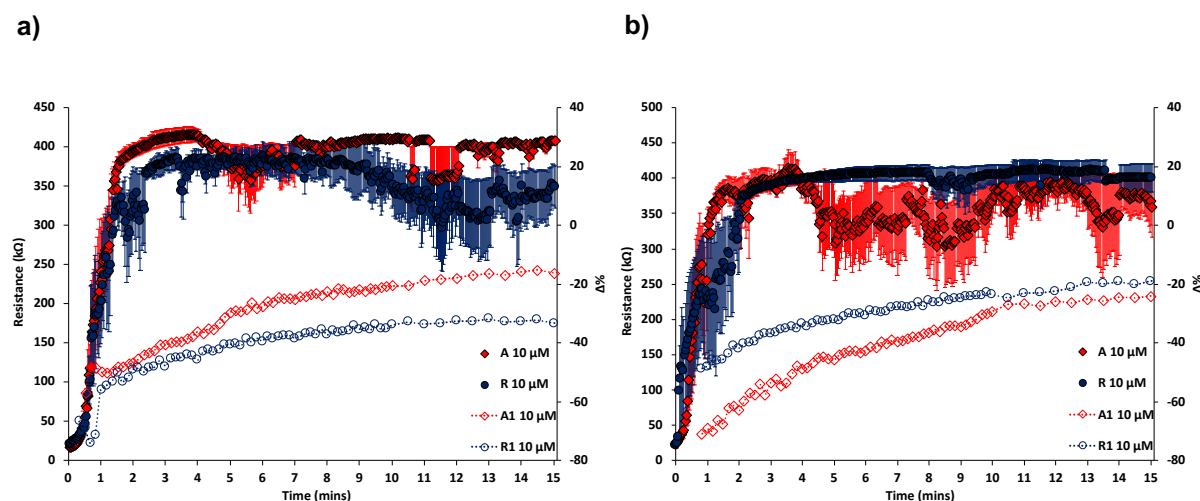 a)
450
400
350
300
250
200
150
100
50
0
Resistance (kΩ)
40
20
0
-20
-40
-60
-80
Δ%
0 1 2 3 4 5 6 7 8 9 10 11 12 13 14 15
Time (mins)
A 10 μM
R 10 μM
A1 10 μM
R1 10 μM
b)
500
450
400
350
300
250
200
150
100
50
0
Resistance (kΩ)
40
20
0
-20
-40
-60
-80
Δ%
0 1 2 3 4 5 6 7 8 9 10 11 12 13 14 15
Time (mins)
A 10 μM
R 10 μM
A1 10 μM
R1 10 μM